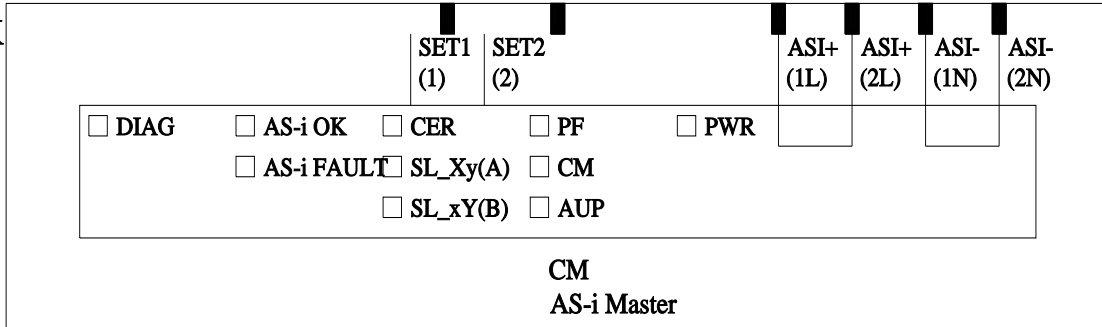 SET1 SET2 ASI+ ASI+ ASI- ASI-
(1) (2) (1L) (2L) (1N) (2N)
DIAG AS-i OK CER PF PWR
AS-i FAULT SL_Xy(A) CM
SL_xY(B) AUP
CM
AS-i Master